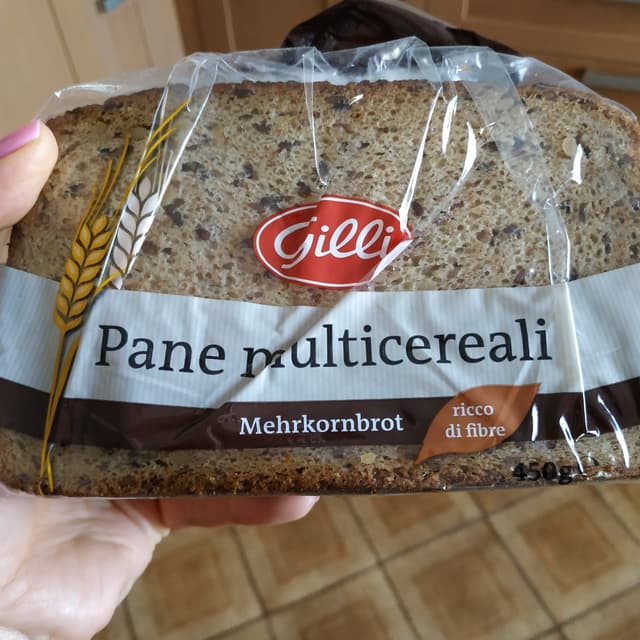 Gilli
Pane multicereali
Mehrkornbrot
ricco
di fibre
450g